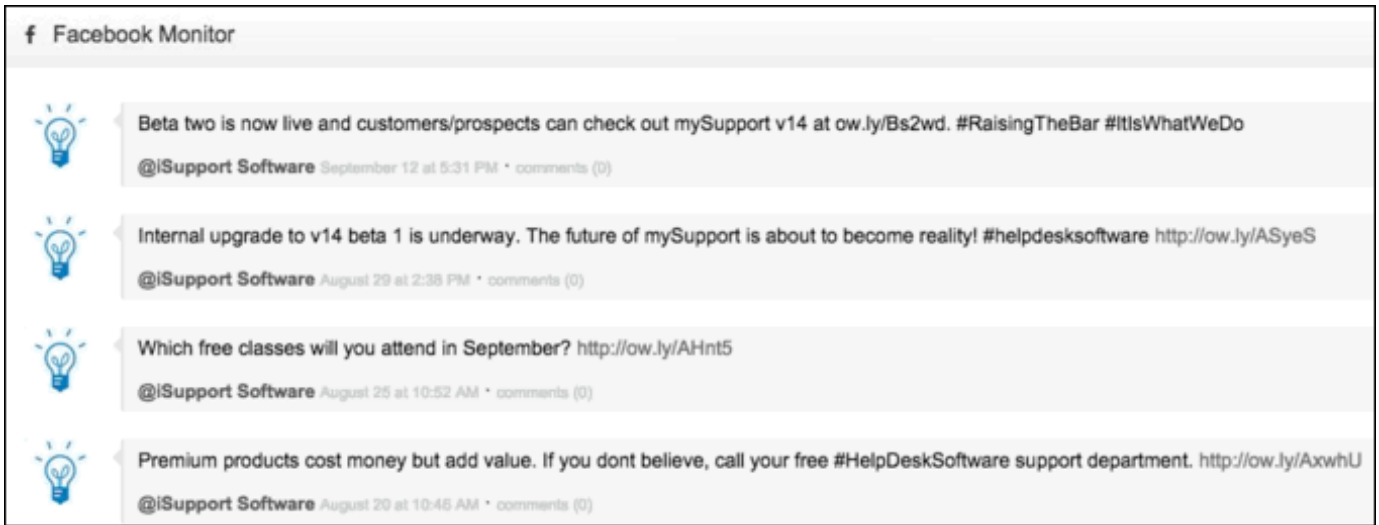 f Facebook Monitor
Beta two is now live and customers/prospects can check out mySupport v14 at ow.ly/Bs2wd. #RaisingTheBar #ItIsWhatWeDo
@iSupport Software September 12 at 5:31 PM • comments (0)
Internal upgrade to v14 beta 1 is underway. The future of mySupport is about to become reality! #helpdesksoftware http://ow.ly/ASyeS
@iSupport Software August 29 at 2:38 PM • comments (0)
Which free classes will you attend in September? http://ow.ly/AHnt5
@iSupport Software August 25 at 10:52 AM • comments (0)
Premium products cost money but add value. If you dont believe, call your free #HelpDeskSoftware support department. http://ow.ly/AxwhU
@iSupport Software August 20 at 10:46 AM • comments (0)